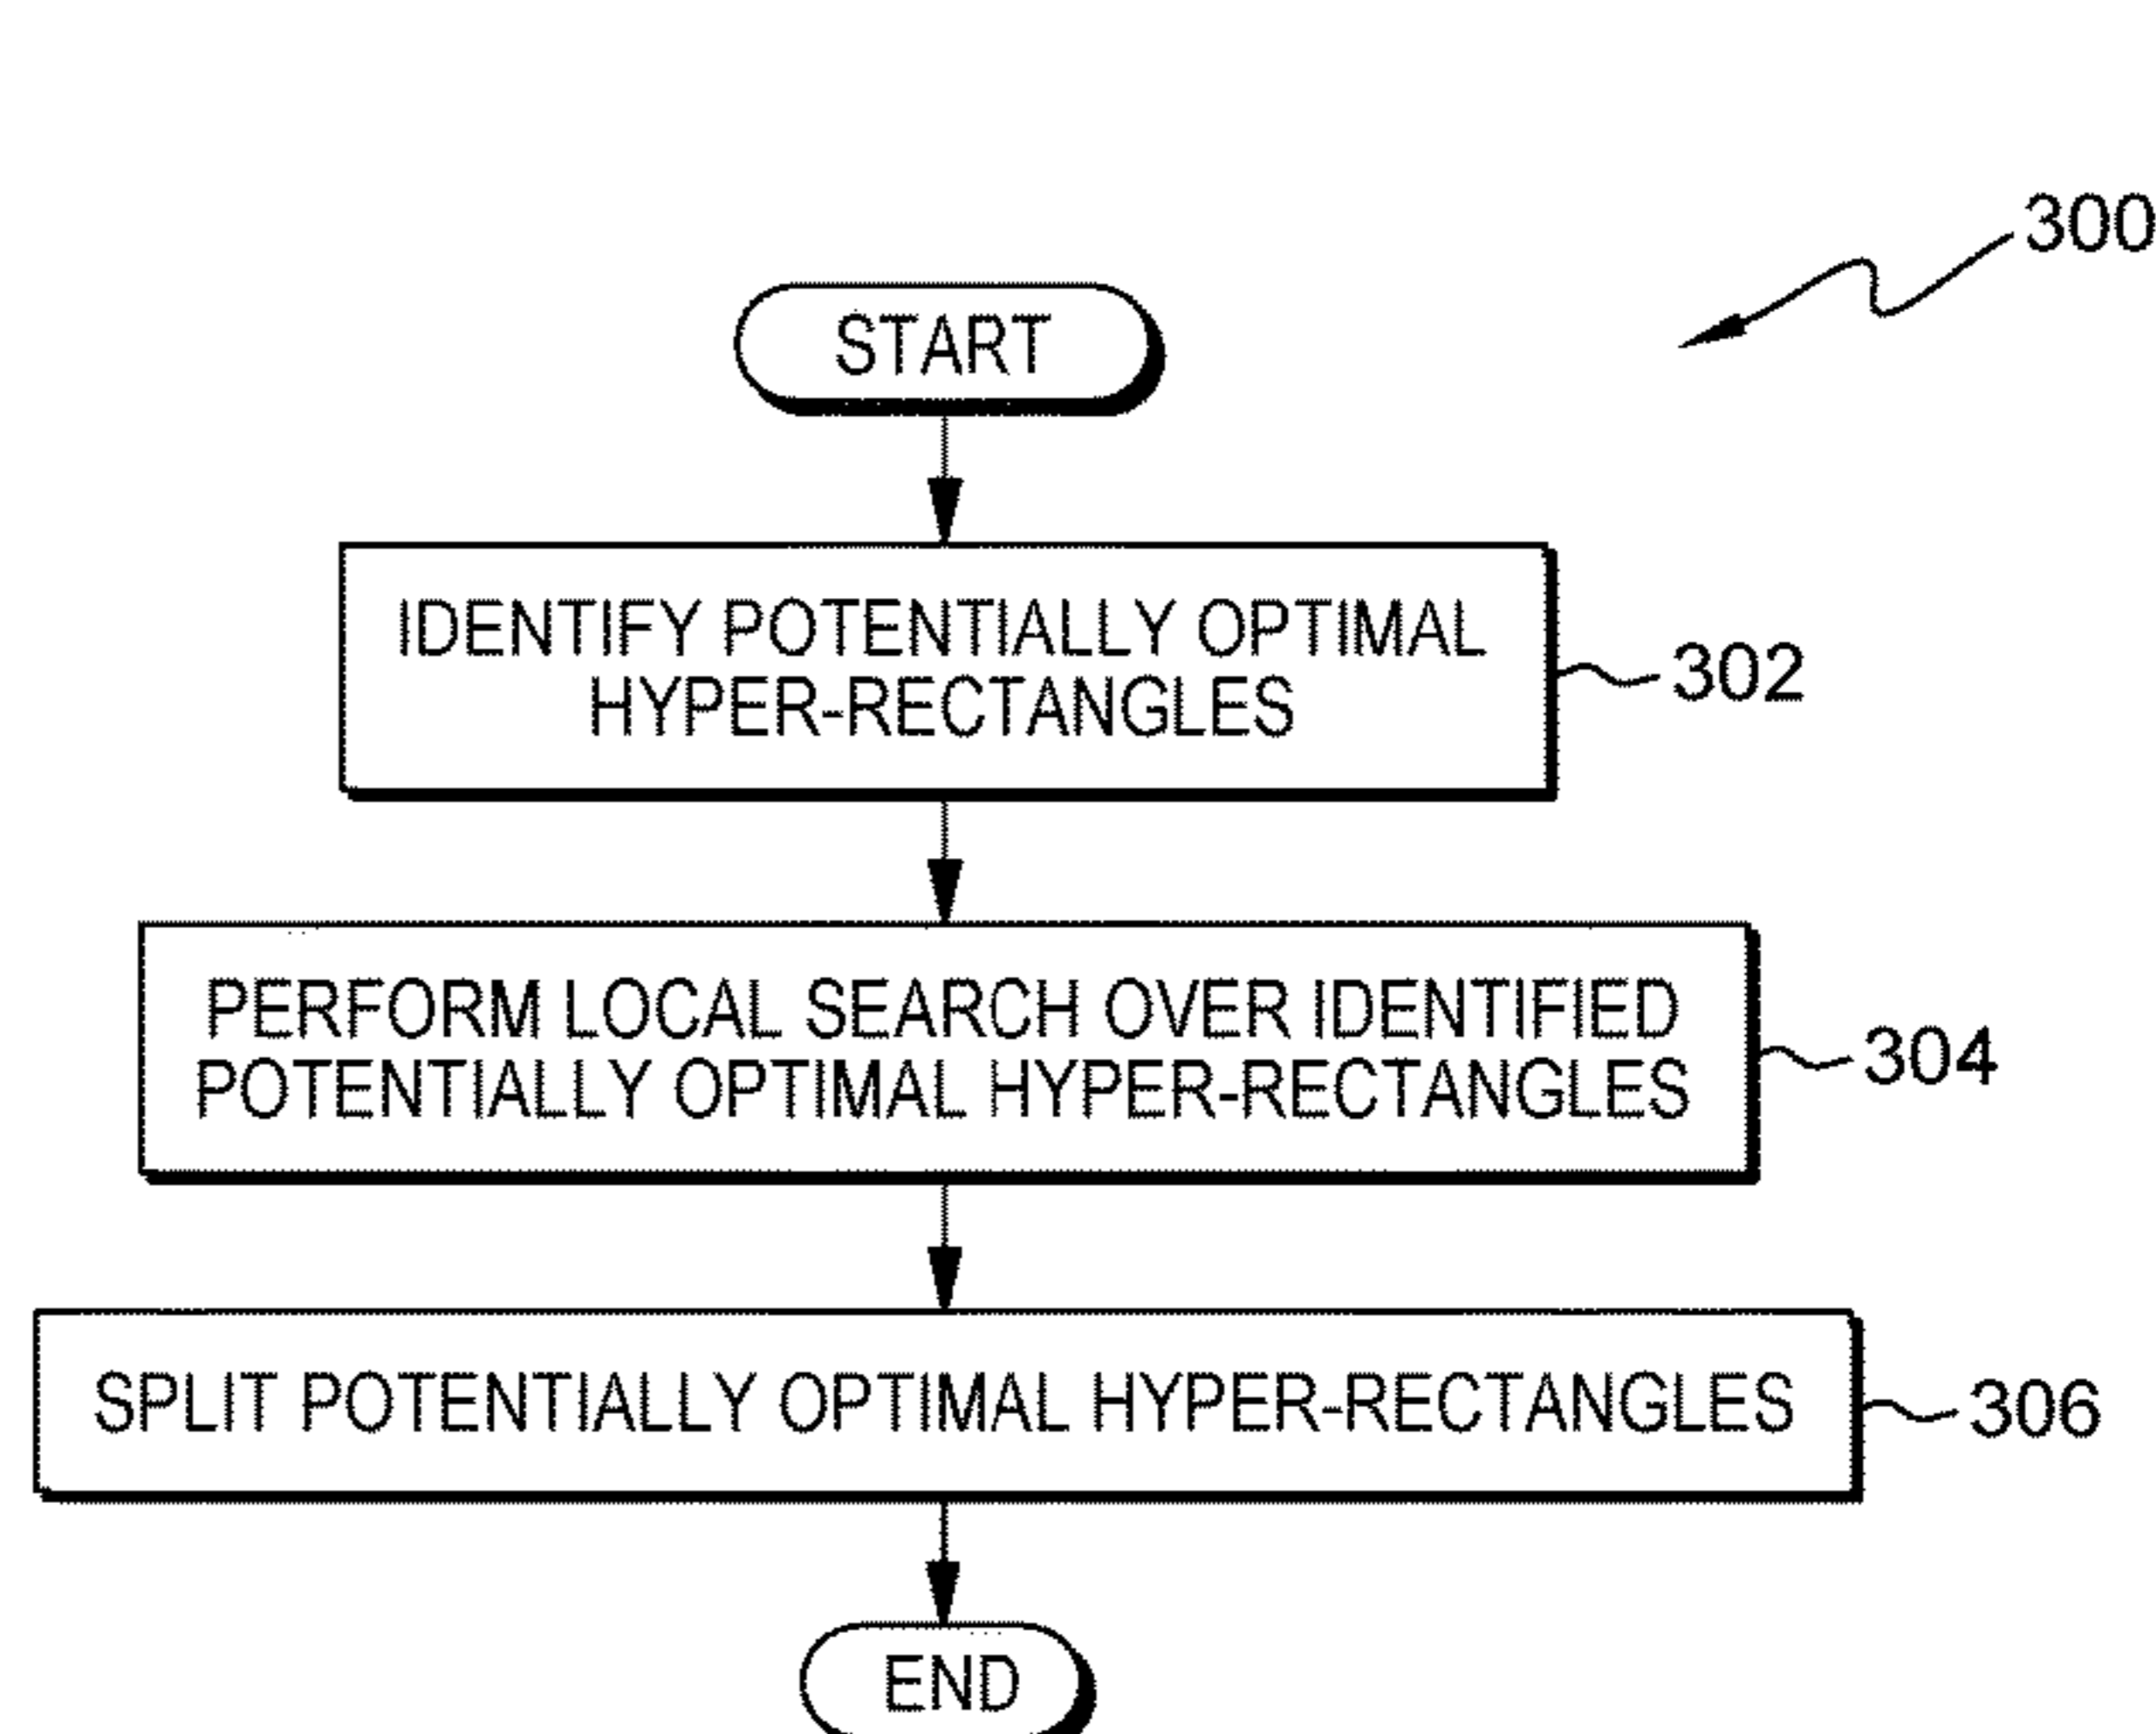 300
START
IDENTIFY POTENTIALLY OPTIMAL
HYPER-RECTANGLES
302
PERFORM LOCAL SEARCH OVER IDENTIFIED
POTENTIALLY OPTIMAL HYPER-RECTANGLES
304
SPLIT POTENTIALLY OPTIMAL HYPER-RECTANGLES
306
END